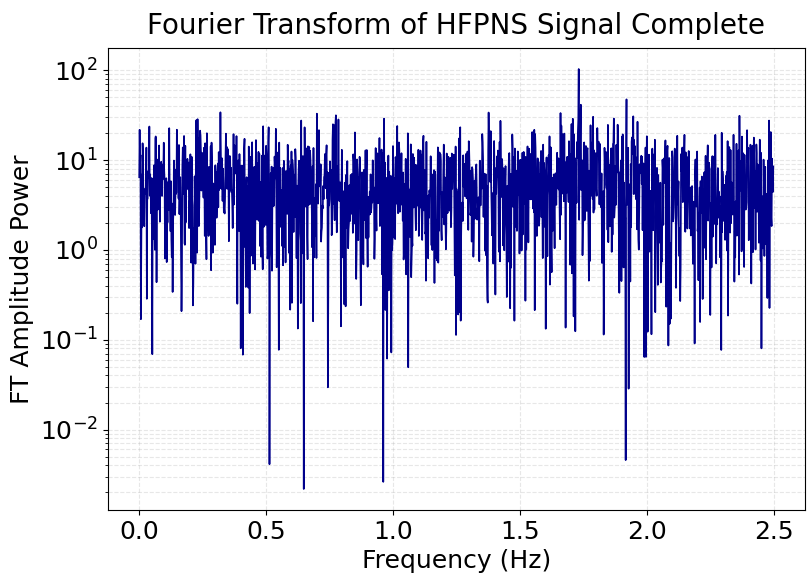 Fourier Transform of HFPNS Signal Complete
FT Amplitude Power
10²
10¹
10⁰
10⁻¹
10⁻²
0.0 0.5 1.0 1.5 2.0 2.5
Frequency (Hz)